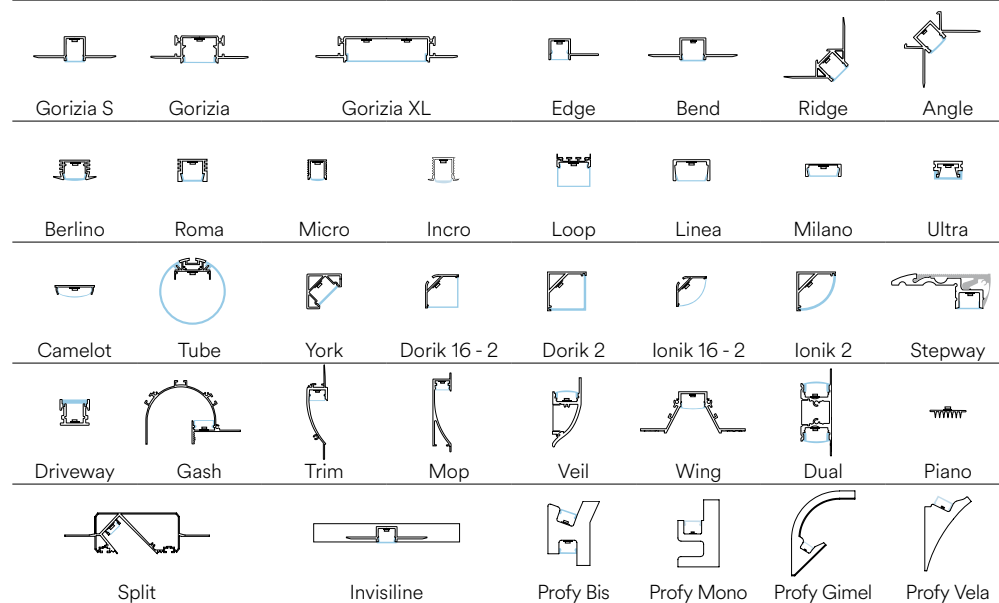 Gorizia S Gorizia Gorizia XL Edge Bend Ridge Angle
Berlino Roma Micro Incro Loop Linea Milano Ultra
Camelot Tube York Dorik 16 - 2 Dorik 2 Ionik 16 - 2 Ionik 2 Stepway
Driveway Gash Trim Mop Veil Wing Dual Piano
Split Invisiline Profy Bis Profy Mono Profy Gimel Profy Vela